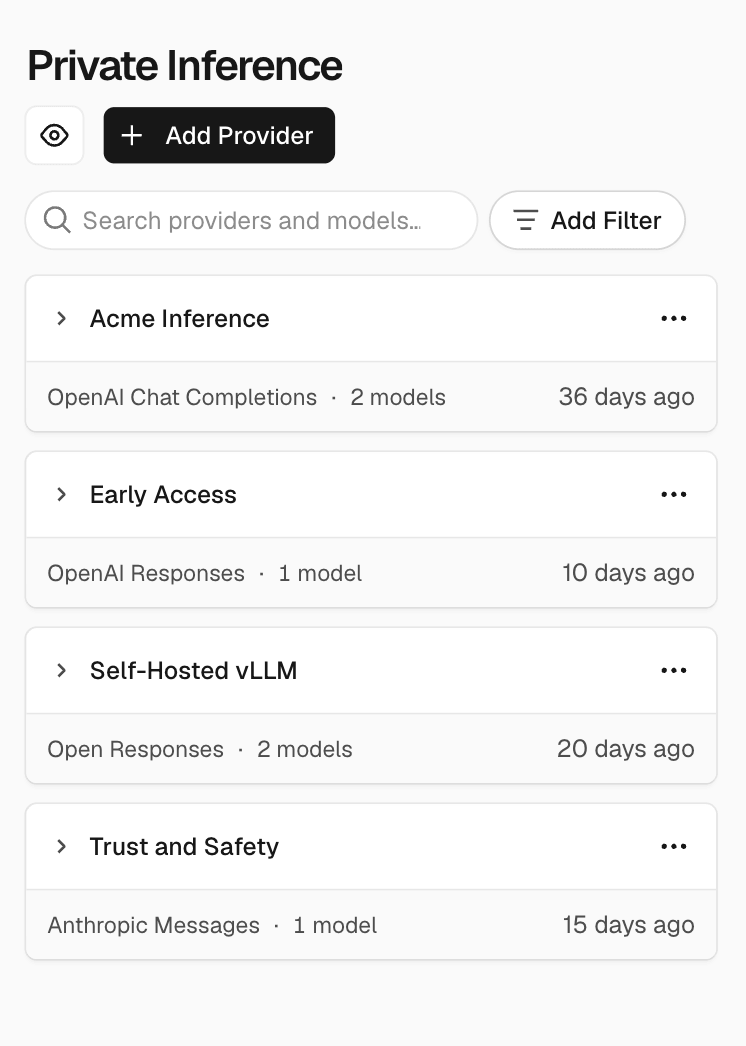 Private Inference
Add Provider
Search providers and models...
Add Filter
Acme Inference
OpenAI Chat Completions · 2 models
36 days ago
Early Access
OpenAI Responses · 1 model
10 days ago
Self-Hosted vLLM
Open Responses · 2 models
20 days ago
Trust and Safety
Anthropic Messages · 1 model
15 days ago